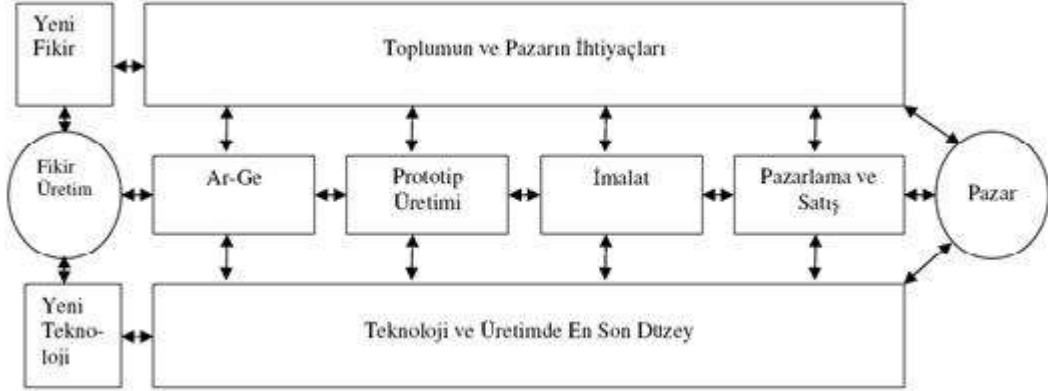 Yeni
Fikir
Toplumun ve Pazarın İhtiyaçları
Fikir
Üretim
Ar-Ge
Prototip
Üretimi
İmalat
Pazarlama ve
Satış
Pazar
Yeni
Tekno-
loji
Teknoloji ve Üretimde En Son Düzey